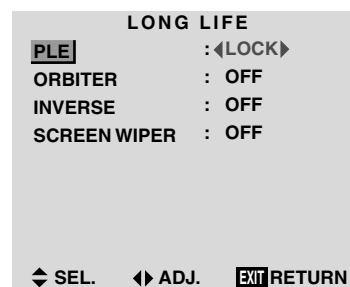 LONG LIFE
PLE : ◀LOCK▶
ORBITER : OFF
INVERSE : OFF
SCREEN WIPER : OFF
SEL. ADJ. EXIT RETURN